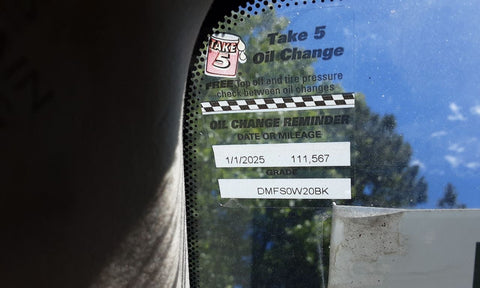 TAKE
5
Take 5
Oil Change
FREE top off and tire pressure
check between oil changes
OIL CHANGE REMINDER
DATE OR MILEAGE
1/1/2025 111,567
GRADE
DMFS0W20BK